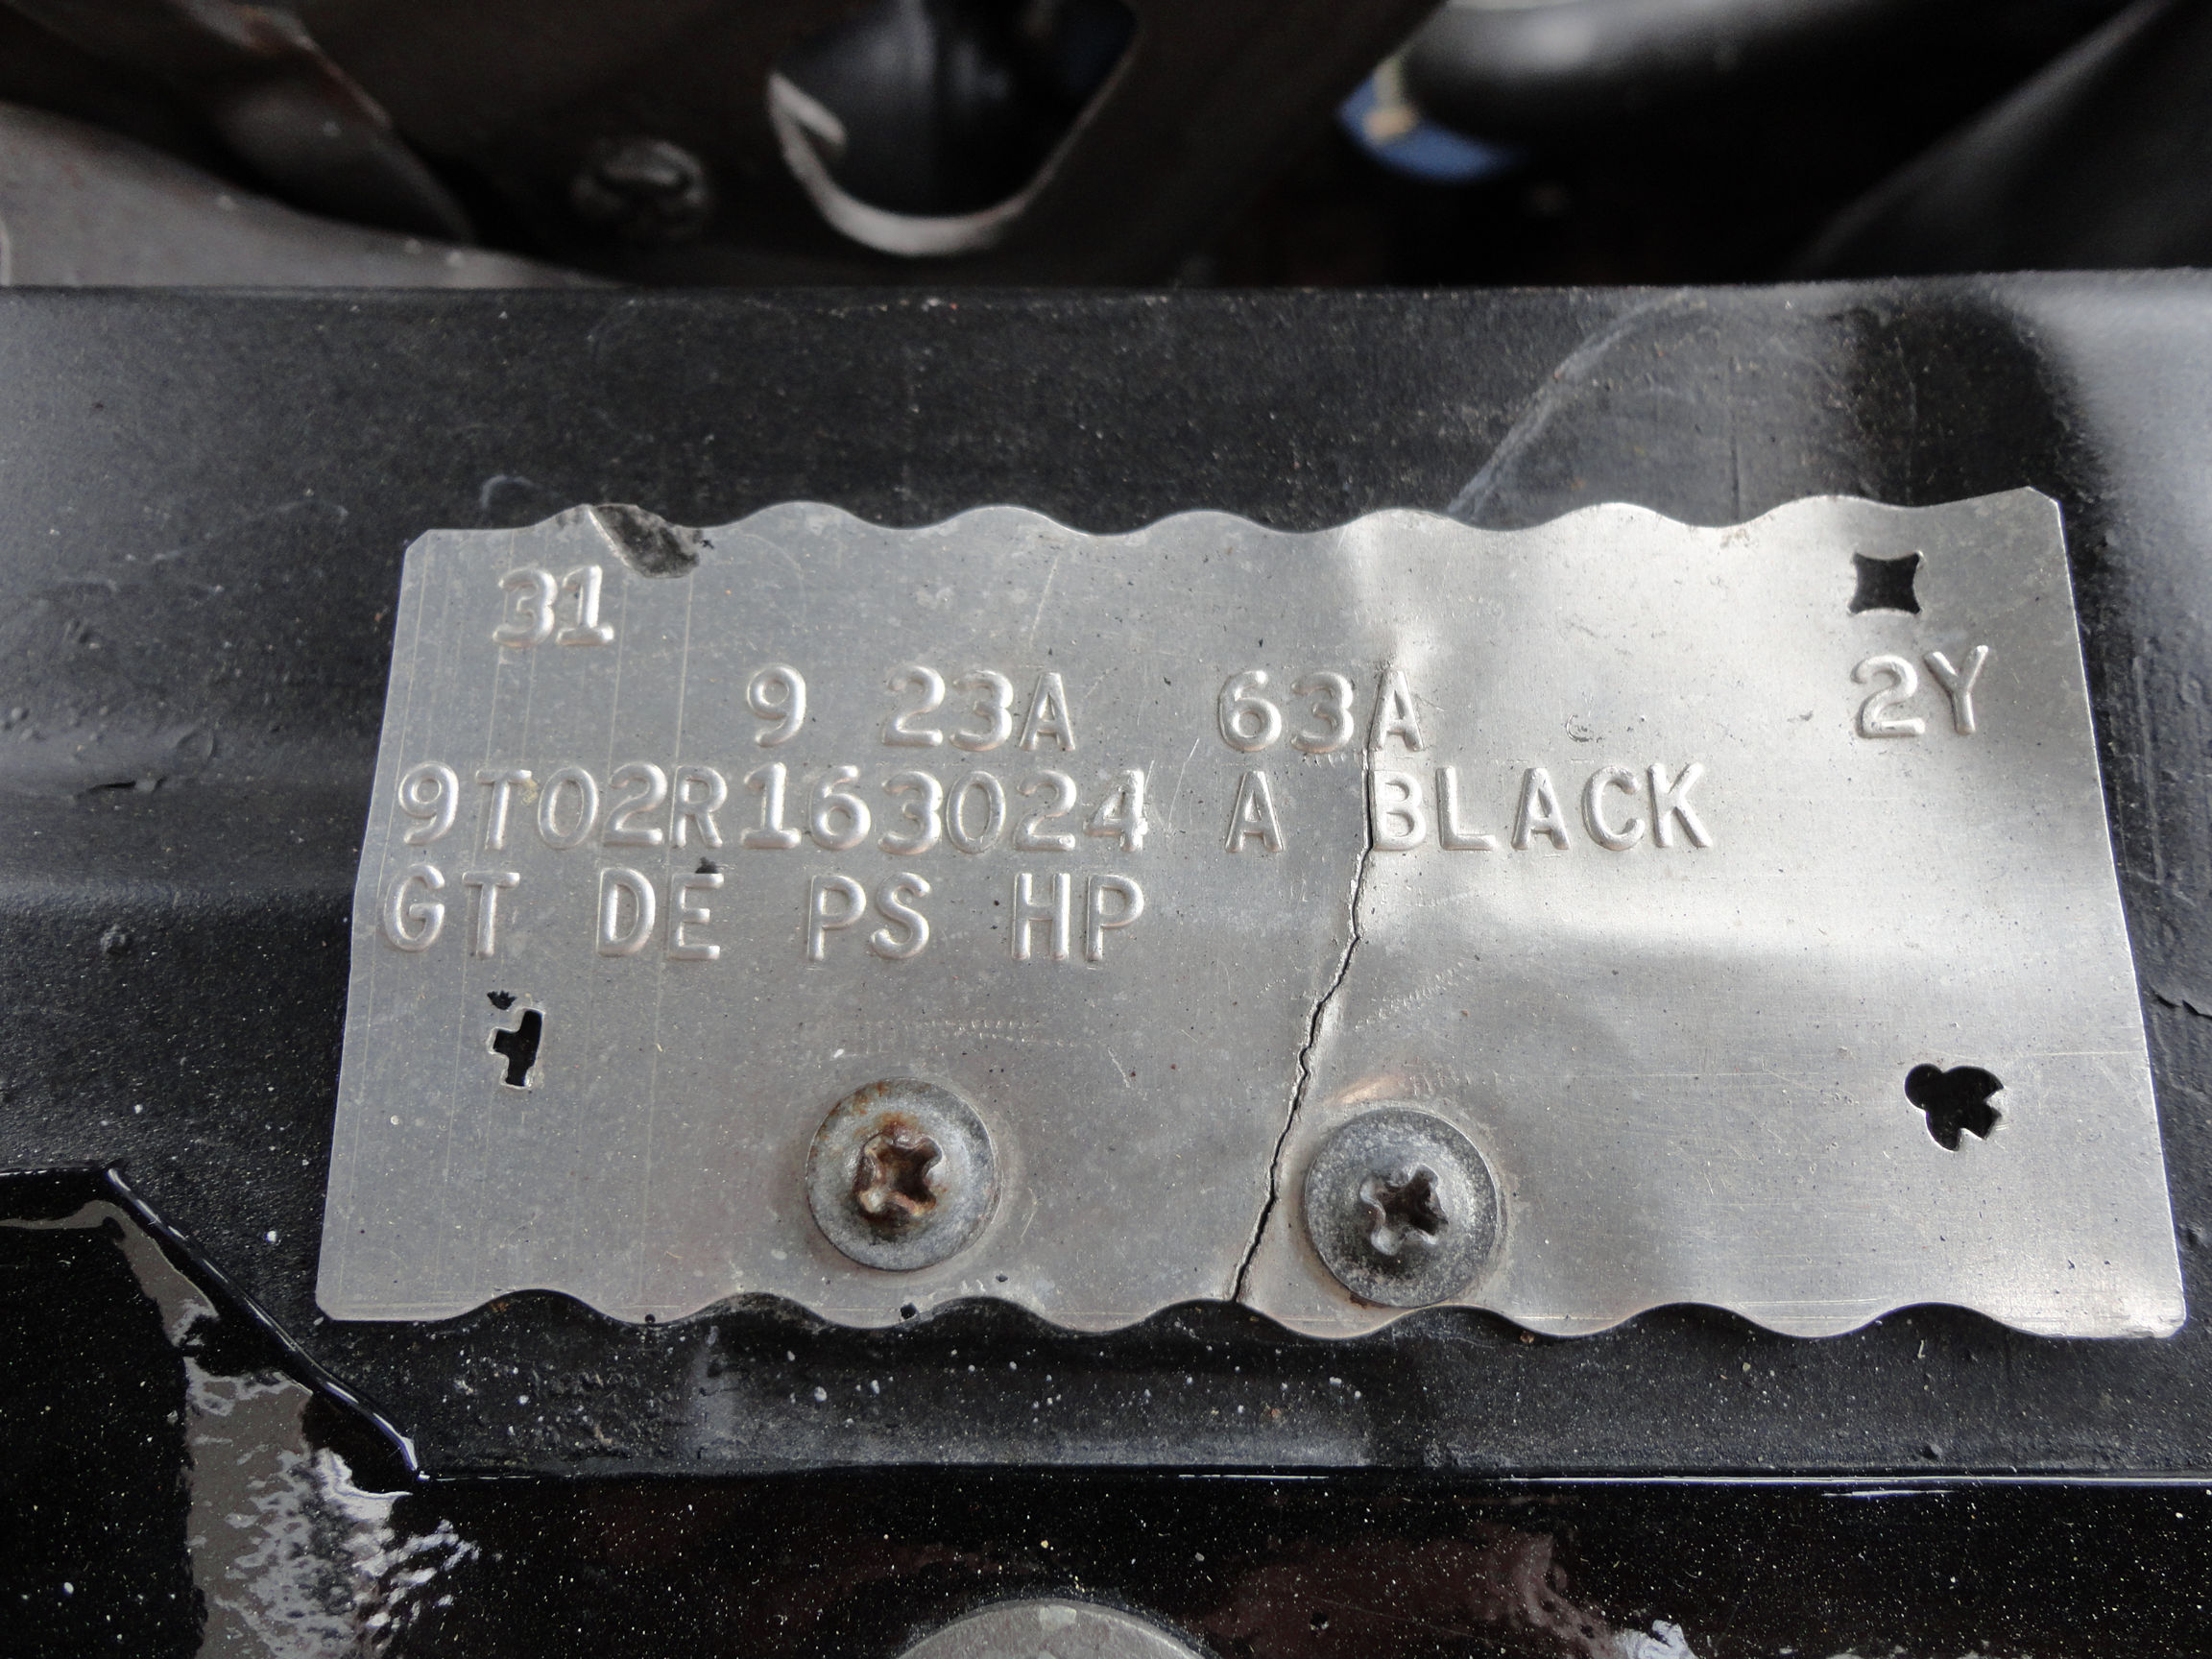 31
9 23A 63A 2Y
9T02R163024 A BLACK
GT DE PS HP